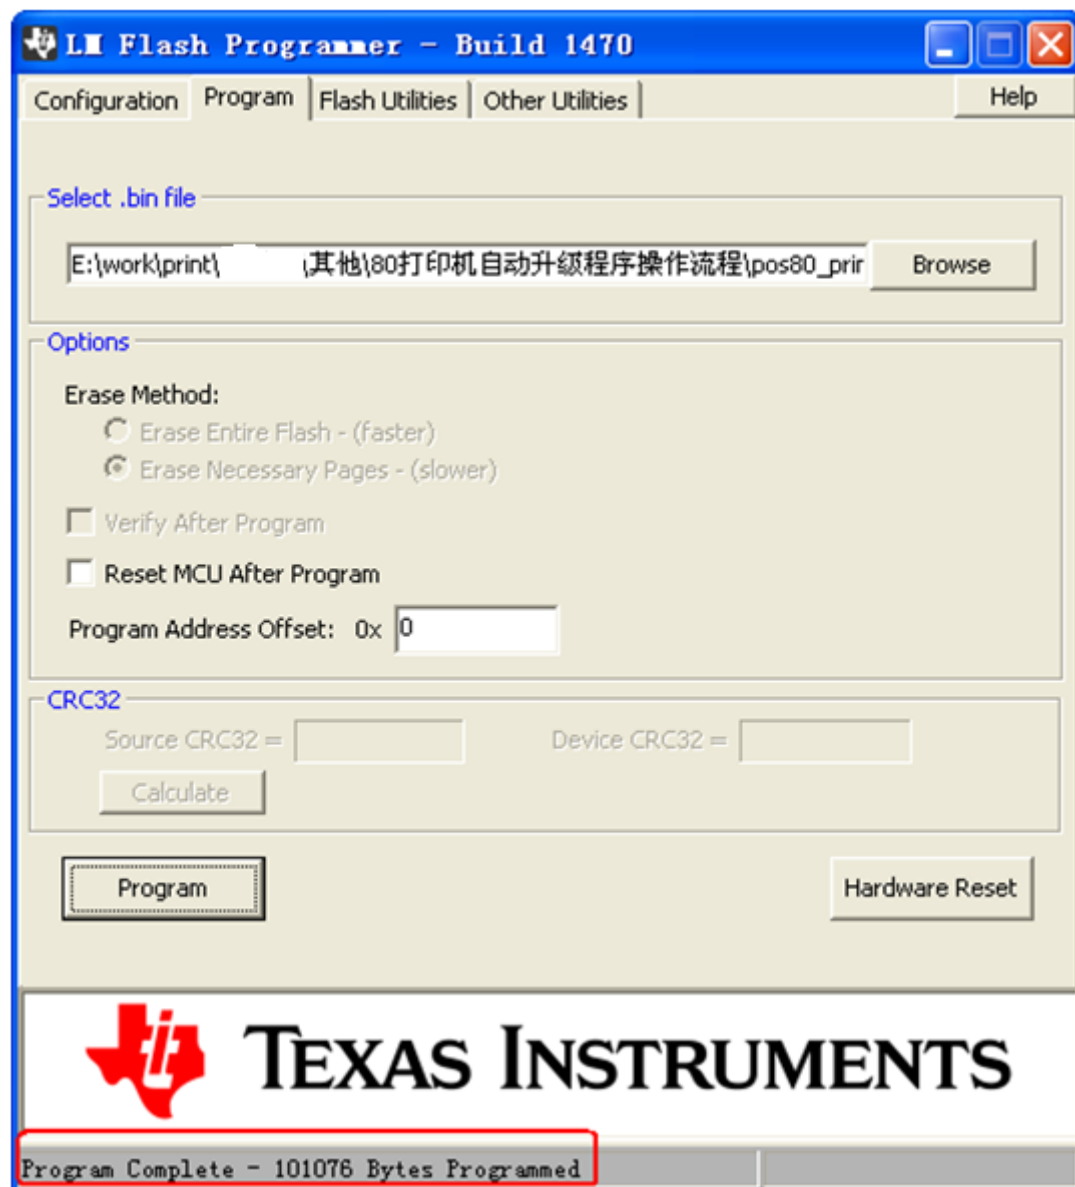 LM Flash Programmer - Build 1470
Configuration Program Flash Utilities Other Utilities Help
Select .bin file
E:\work\print\ \其他\80打印机自动升级程序操作流程\pos80_prin Browse
Options
Erase Method:
Erase Entire Flash - (faster)
Erase Necessary Pages - (slower)
Verify After Program
Reset MCU After Program
Program Address Offset: 0x 0
CRC32
Source CRC32 = Device CRC32 =
Calculate
Program Hardware Reset
TEXAS INSTRUMENTS
Program Complete - 101076 Bytes Programmed